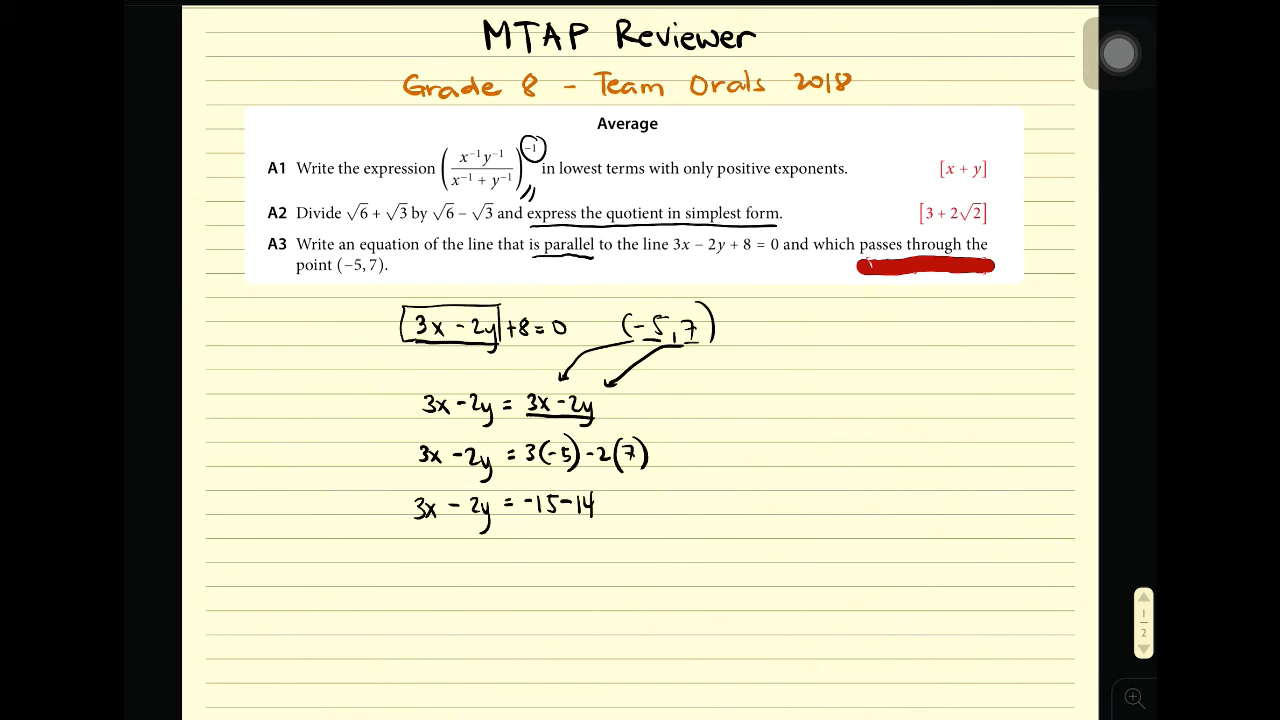 MTAP Reviewer
Grade 8 - Team Orals 2018
Average
A1 Write the expression (x⁻¹y⁻¹ / x⁻¹ + y⁻¹)⁻¹ in lowest terms with only positive exponents. [x + y]
A2 Divide √6 + √3 by √6 − √3 and express the quotient in simplest form. [3 + 2√2]
A3 Write an equation of the line that is parallel to the line 3x − 2y + 8 = 0 and which passes through the
point (−5, 7).
3x - 2y + 8 = 0 (-5, 7)
3x - 2y = 3x - 2y
3x - 2y = 3(-5) - 2(7)
3x - 2y = -15 - 14
1
2